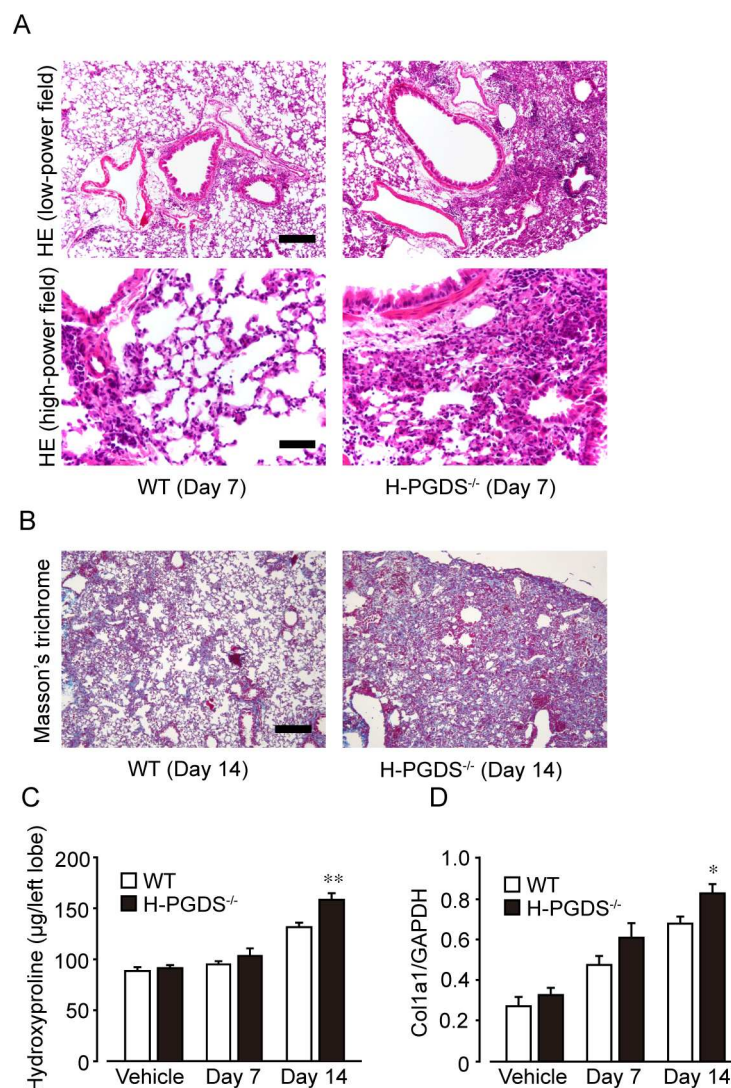 A
HE (low-power field)
HE (high-power field)
WT (Day 7)
H-PGDS-/- (Day 7)
B
Masson's trichrome
WT (Day 14)
H-PGDS-/- (Day 14)
C
Hydroxyproline (µg/left lobe)
200
150
100
50
0
WT
H-PGDS-/-
**
Vehicle
Day 7
Day 14
D
Col1a1/GAPDH
1.0
0.8
0.6
0.4
0.2
0
WT
H-PGDS-/-
*
Vehicle
Day 7
Day 14